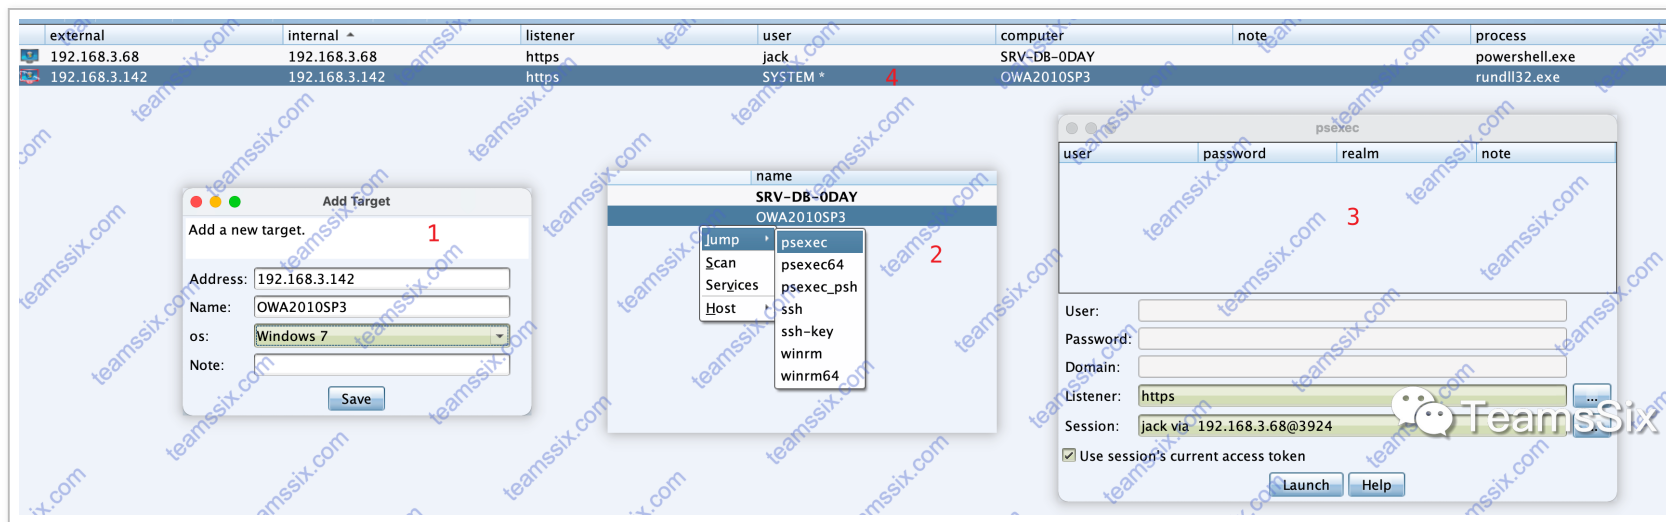 external internal listener user computer note process
192.168.3.68 192.168.3.68 https jack SRV-DB-0DAY powershell.exe
192.168.3.142 192.168.3.142 https SYSTEM * 4 OWA2010SP3 rundll32.exe
Add Target
Add a new target.
1
Address: 192.168.3.142
Name: OWA2010SP3
os: Windows 7
Note:
Save
name
SRV-DB-0DAY
OWA2010SP3
2
Jump
Scan
Services
Host
psexec
psexec64
psexec_psh
ssh
ssh-key
winrm
winrm64
psexec
user password realm note
3
User:
Password:
Domain:
Listener: https ...
Session: jack via 192.168.3.68@3924
Use session's current access token
Launch Help
TeamsSix
teamssix.com